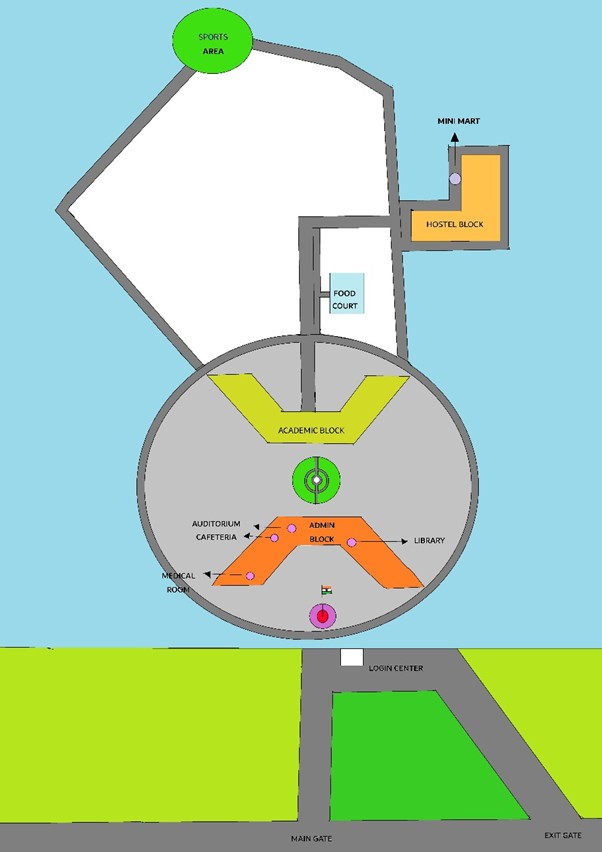 SPORTS
AREA
MINI MART
HOSTEL BLOCK
FOOD
COURT
ACADEMIC BLOCK
AUDITORIUM
CAFETERIA
ADMIN
BLOCK
LIBRARY
MEDICAL
ROOM
LOGIN CENTER
MAIN GATE
EXIT GATE